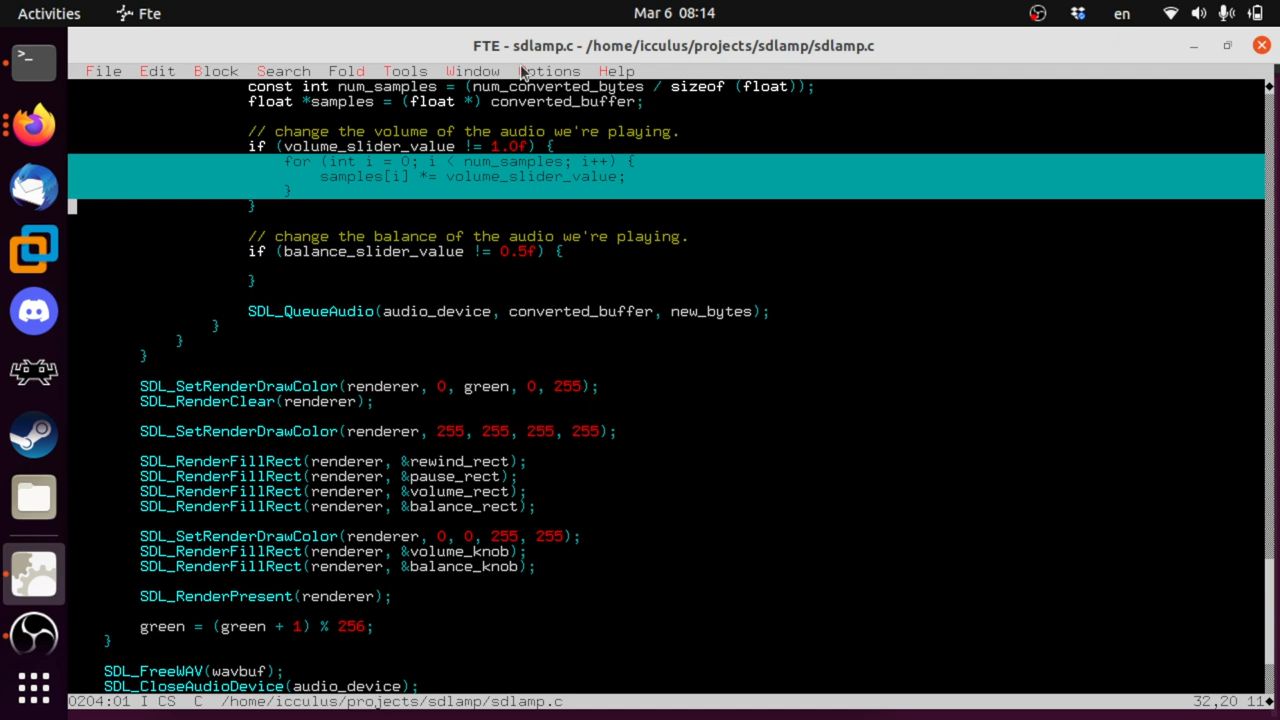 Activities
Fte
Mar 6 08:14
en
FTE - sdlamp.c - /home/icculus/projects/sdlamp/sdlamp.c
File Edit Block Search Fold Tools Window Options Help
const int num_samples = (num_converted_bytes / sizeof (float));
float *samples = (float *) converted_buffer;
// change the volume of the audio we're playing.
if (volume_slider_value != 1.0f) {
for (int i = 0; i < num_samples; i++) {
samples[i] *= volume_slider_value;
}
}
// change the balance of the audio we're playing.
if (balance_slider_value != 0.5f) {
}
SDL_QueueAudio(audio_device, converted_buffer, new_bytes);
}
}
}
SDL_SetRenderDrawColor(renderer, 0, green, 0, 255);
SDL_RenderClear(renderer);
SDL_SetRenderDrawColor(renderer, 255, 255, 255, 255);
SDL_RenderFillRect(renderer, &rewind_rect);
SDL_RenderFillRect(renderer, &pause_rect);
SDL_RenderFillRect(renderer, &volume_rect);
SDL_RenderFillRect(renderer, &balance_rect);
SDL_SetRenderDrawColor(renderer, 0, 0, 255, 255);
SDL_RenderFillRect(renderer, &volume_knob);
SDL_RenderFillRect(renderer, &balance_knob);
SDL_RenderPresent(renderer);
green = (green + 1) % 256;
}
SDL_FreeWAV(wavbuf);
SDL_CloseAudioDevice(audio_device);
0204:01 I CS C /home/icculus/projects/sdlamp/sdlamp.c 32,20 11